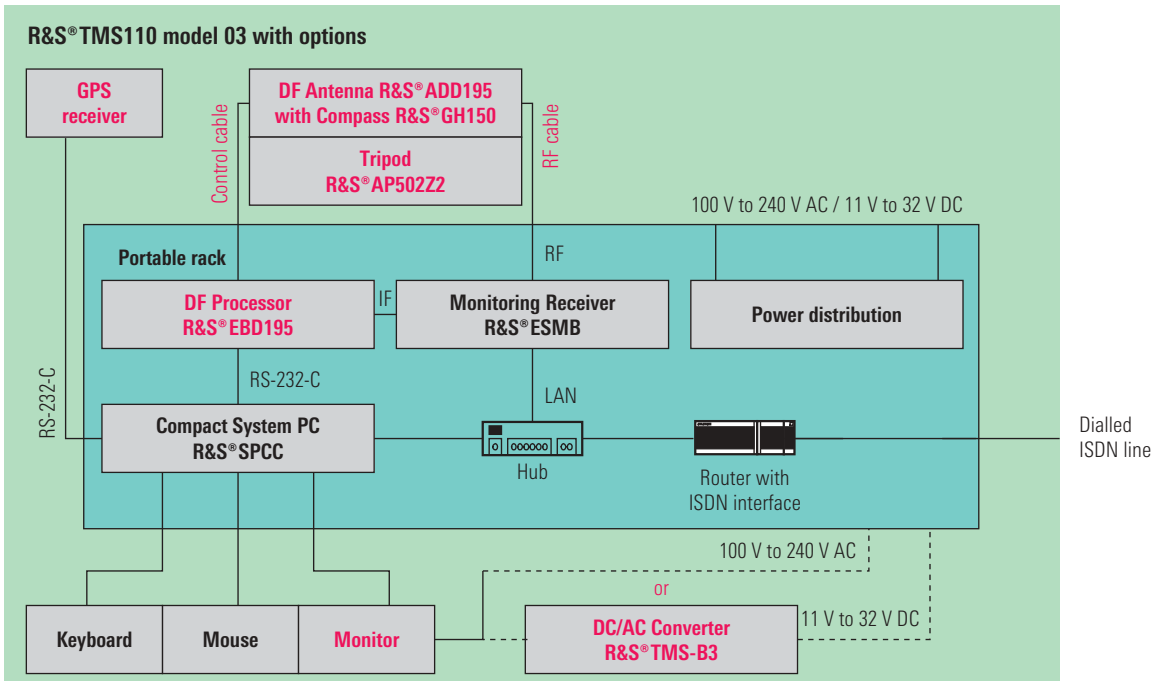 R&S®TMS110 model 03 with options
GPS
receiver
Control cable
DF Antenna R&S®ADD195
with Compass R&S®GH150
Tripod
R&S®AP502Z2
RF cable
100 V to 240 V AC / 11 V to 32 V DC
Portable rack
RF
DF Processor
R&S®EBD195
IF
Monitoring Receiver
R&S®ESMB
Power distribution
RS-232-C
RS-232-C
LAN
Compact System PC
R&S®SPCC
Hub
Router with
ISDN interface
Dialled
ISDN line
100 V to 240 V AC
or
Keyboard
Mouse
Monitor
DC/AC Converter
R&S®TMS-B3
11 V to 32 V DC